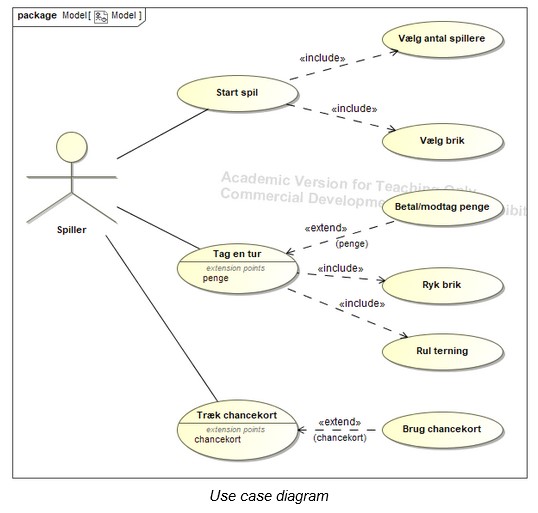 package Model[ Model ]
Vælg antal spillere
«include»
Start spil
«include»
Vælg brik
Academic Version for Teaching Only
Commercial Developmen
ibit
Spiller
Betal/modtag penge
«extend»
(penge)
Tag en tur
extension points
penge
«include»
Ryk brik
«include»
Rul terning
Træk chancekort
extension points
chancekort
«extend»
(chancekort)
Brug chancekort
Use case diagram